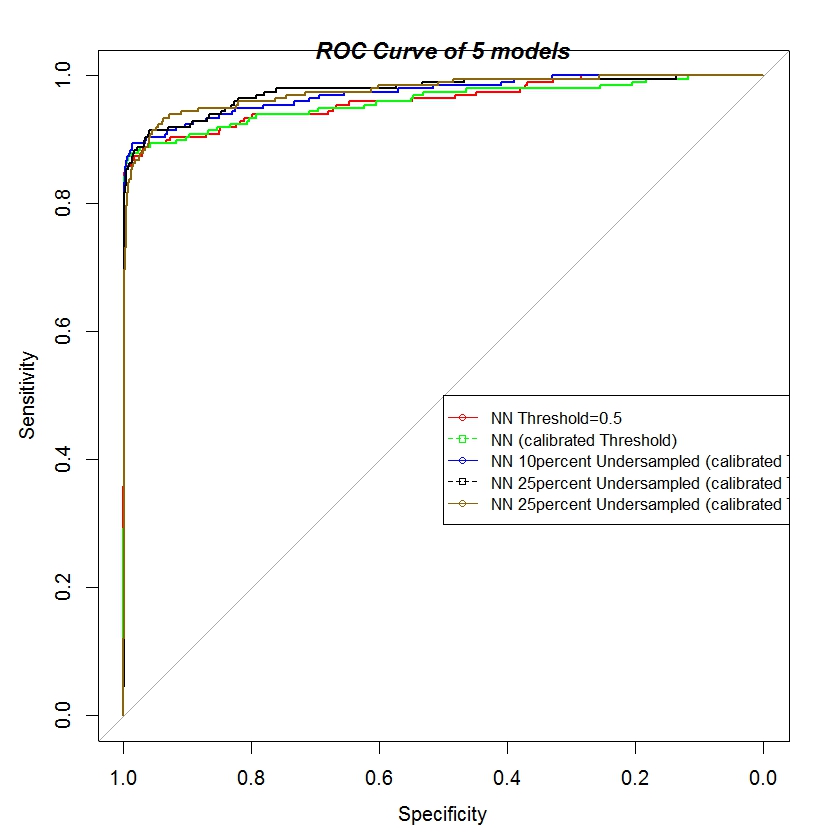 ROC Curve of 5 models
1.0
0.8
0.6
0.4
0.2
0.0
Sensitivity
NN Threshold=0.5
NN (calibrated Threshold)
NN 10percent Undersampled (calibrated
NN 25percent Undersampled (calibrated
NN 25percent Undersampled (calibrated
1.0 0.8 0.6 0.4 0.2 0.0
Specificity